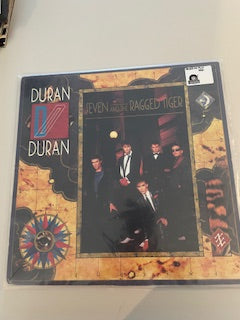 DURAN
DURAN
SEVEN AND THE RAGGED TIGER